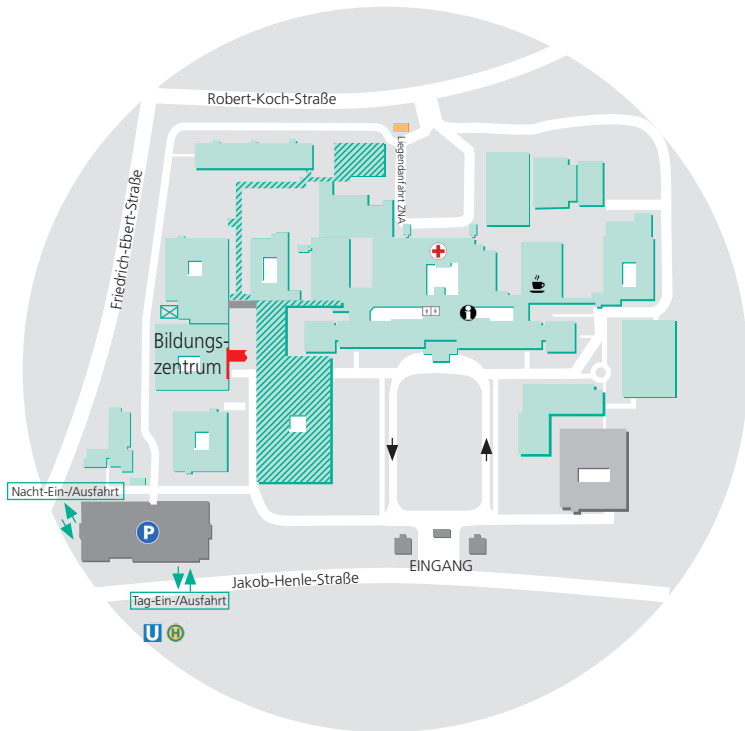 Robert-Koch-Straße
Liegendanfahrt ZNA
Friedrich-Ebert-Straße
Bildungs-
zentrum
Nacht-Ein-/Ausfahrt
P
EINGANG
Jakob-Henle-Straße
Tag-Ein-/Ausfahrt
U H